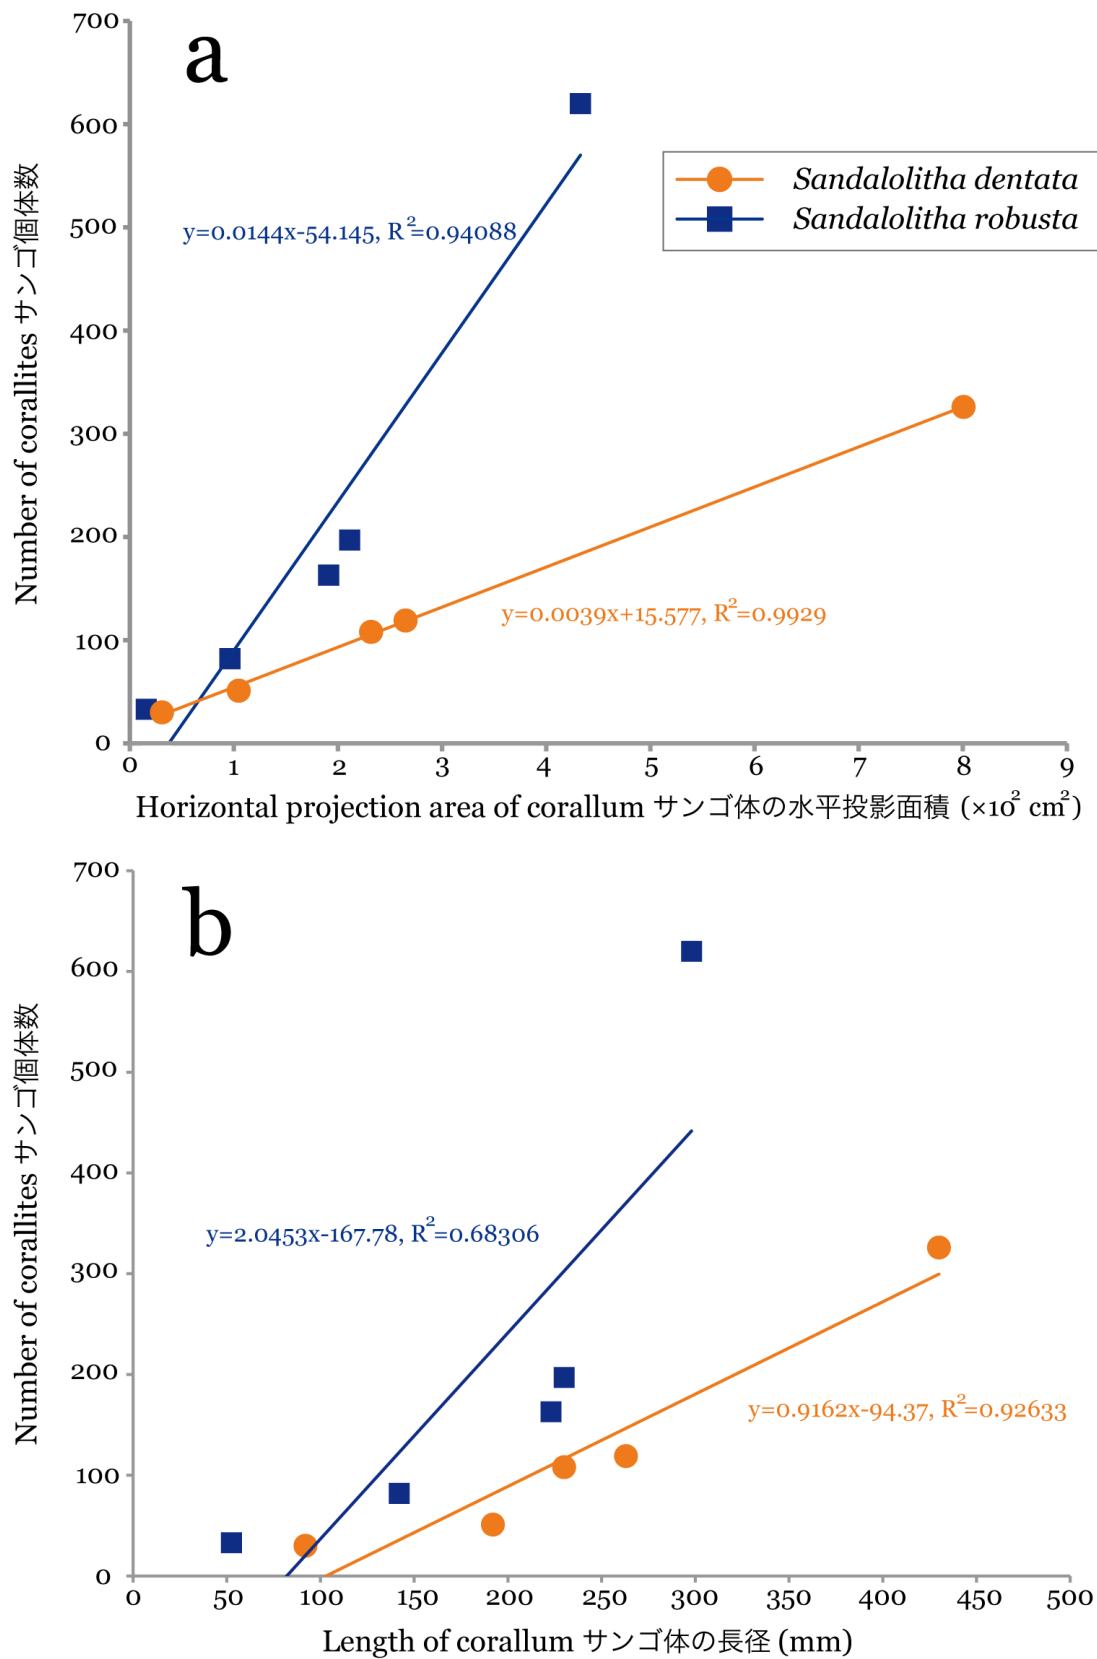 a
700
600
500
400
300
200
100
0
Number of corallites サンゴ個体数
Sandalolitha dentata
Sandalolitha robusta
y=0.0144x-54.145, R²=0.94088
y=0.0039x+15.577, R²=0.9929
0 1 2 3 4 5 6 7 8 9
Horizontal projection area of corallum サンゴ体の水平投影面積 (×10² cm²)
b
700
600
500
400
300
200
100
0
Number of corallites サンゴ個体数
y=2.0453x-167.78, R²=0.68306
y=0.9162x-94.37, R²=0.92633
0 50 100 150 200 250 300 350 400 450 500
Length of corallum サンゴ体の長径 (mm)